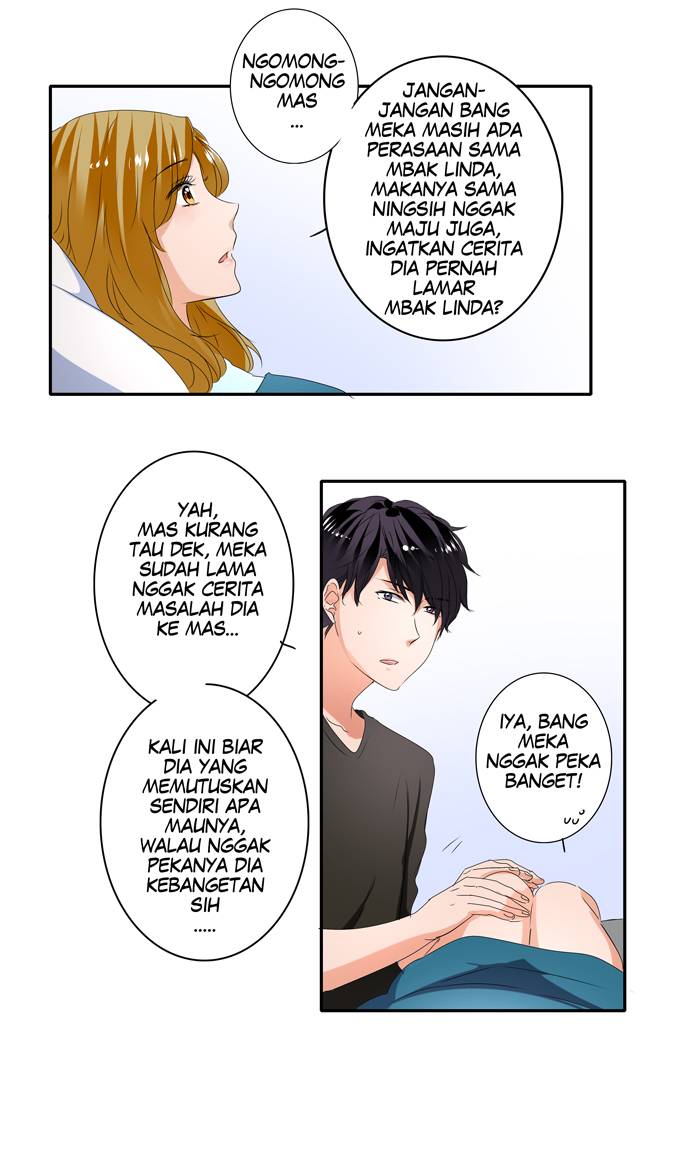 NGOMONG-
NGOMONG
MAS
...
JANGAN-
JANGAN BANG
MEKA MASIH ADA
PERASAAN SAMA
MBAK LINDA,
MAKANYA SAMA
NINGSIH NGGAK
MAJU JUGA,
INGATKAN CERITA
DIA PERNAH
LAMAR
MBAK LINDA?
YAH,
MAS KURANG
TAU DEK, MEKA
SUDAH LAMA
NGGAK CERITA
MASALAH DIA
KE MAS...
KALI INI BIAR
DIA YANG
MEMUTUSKAN
SENDIRI APA
MAUNYA,
WALAU NGGAK
PEKANYA DIA
KEBANGETAN
SIH
.....
IYA, BANG
MEKA
NGGAK PEKA
BANGET!